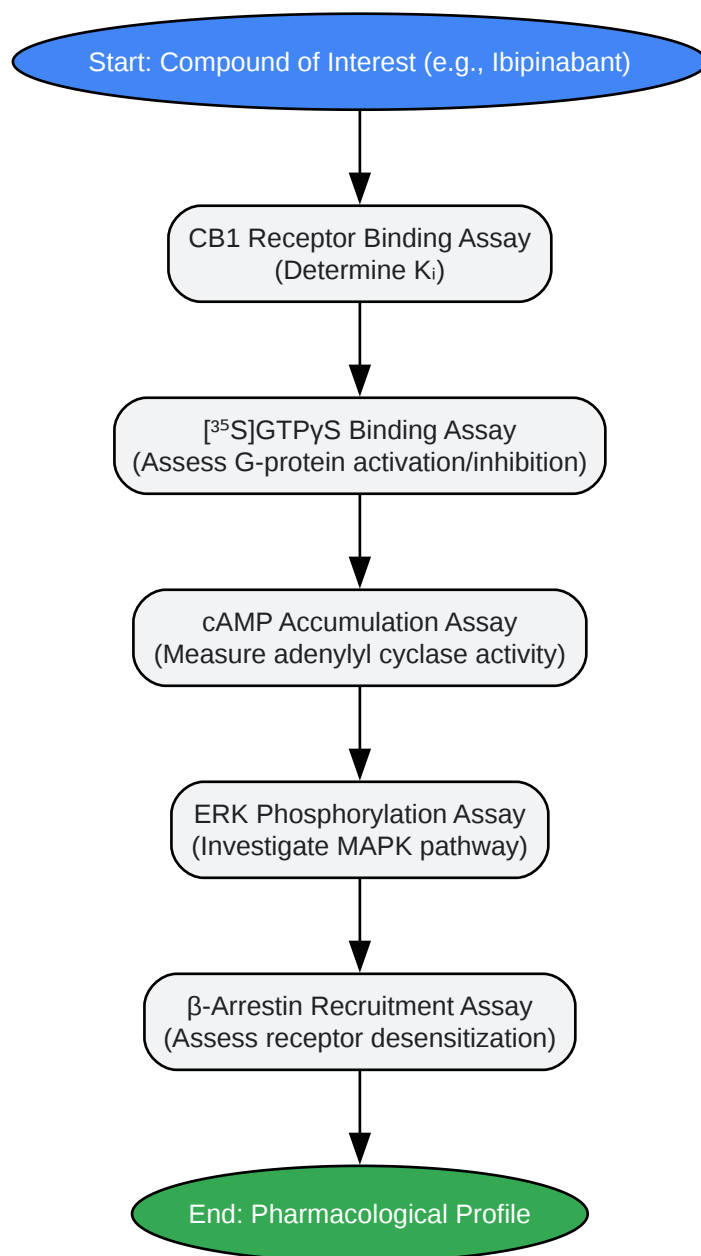 Start: Compound of Interest (e.g., Ibipinabant)
CB1 Receptor Binding Assay
(Determine Kᵢ)
[³⁵S]GTPγS Binding Assay
(Assess G-protein activation/inhibition)
cAMP Accumulation Assay
(Measure adenylyl cyclase activity)
ERK Phosphorylation Assay
(Investigate MAPK pathway)
β-Arrestin Recruitment Assay
(Assess receptor desensitization)
End: Pharmacological Profile